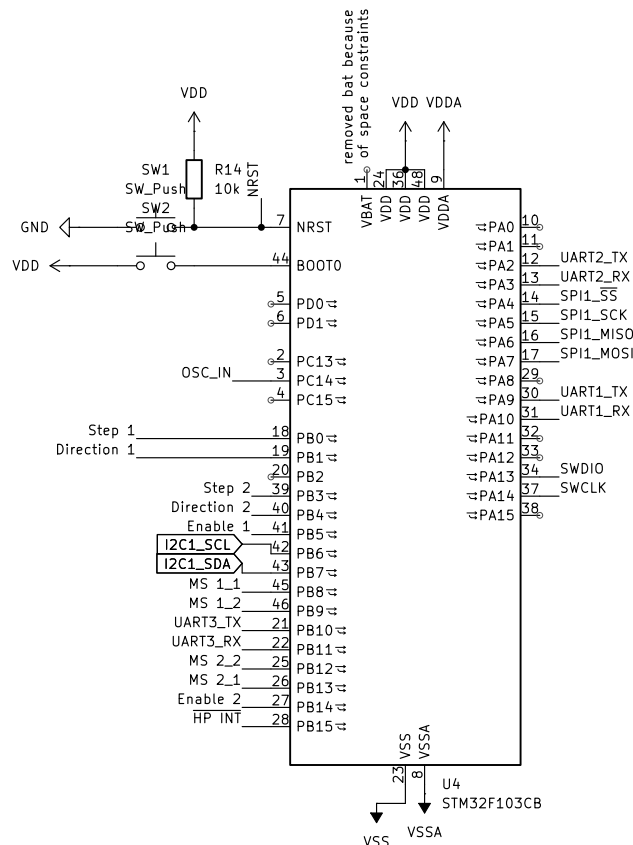 removed bat because
of space constraints
VDD
VDD VDDA
SW1
SW_Push
R14
10k
NRST
SW2
SW_Push
1
24
36
48
9
VBAT
VDD
VDD
VDD
VDDA
GND
7 NRST
VDD
44 BOOT0
5 PD0
6 PD1
2 PC13
OSC_IN 3 PC14
4 PC15
Step 1 18 PB0
Direction 1 19 PB1
20 PB2
Step 2 39 PB3
Direction 2 40 PB4
Enable 1 41 PB5
I2C1_SCL 42 PB6
I2C1_SDA 43 PB7
MS 1_1 45 PB8
MS 1_2 46 PB9
UART3_TX 21 PB10
UART3_RX 22 PB11
MS 2_2 25 PB12
MS 2_1 26 PB13
Enable 2 27 PB14
HP INT 28 PB15
PA0 10
PA1 11
PA2 12 UART2_TX
PA3 13 UART2_RX
PA4 14 SPI1_SS
PA5 15 SPI1_SCK
PA6 16 SPI1_MISO
PA7 17 SPI1_MOSI
PA8 29
PA9 30 UART1_TX
PA10 31 UART1_RX
PA11 32
PA12 33
PA13 34 SWDIO
PA14 37 SWCLK
PA15 38
VSS
VSSA
23
8
U4
STM32F103CB
VSS
VSSA